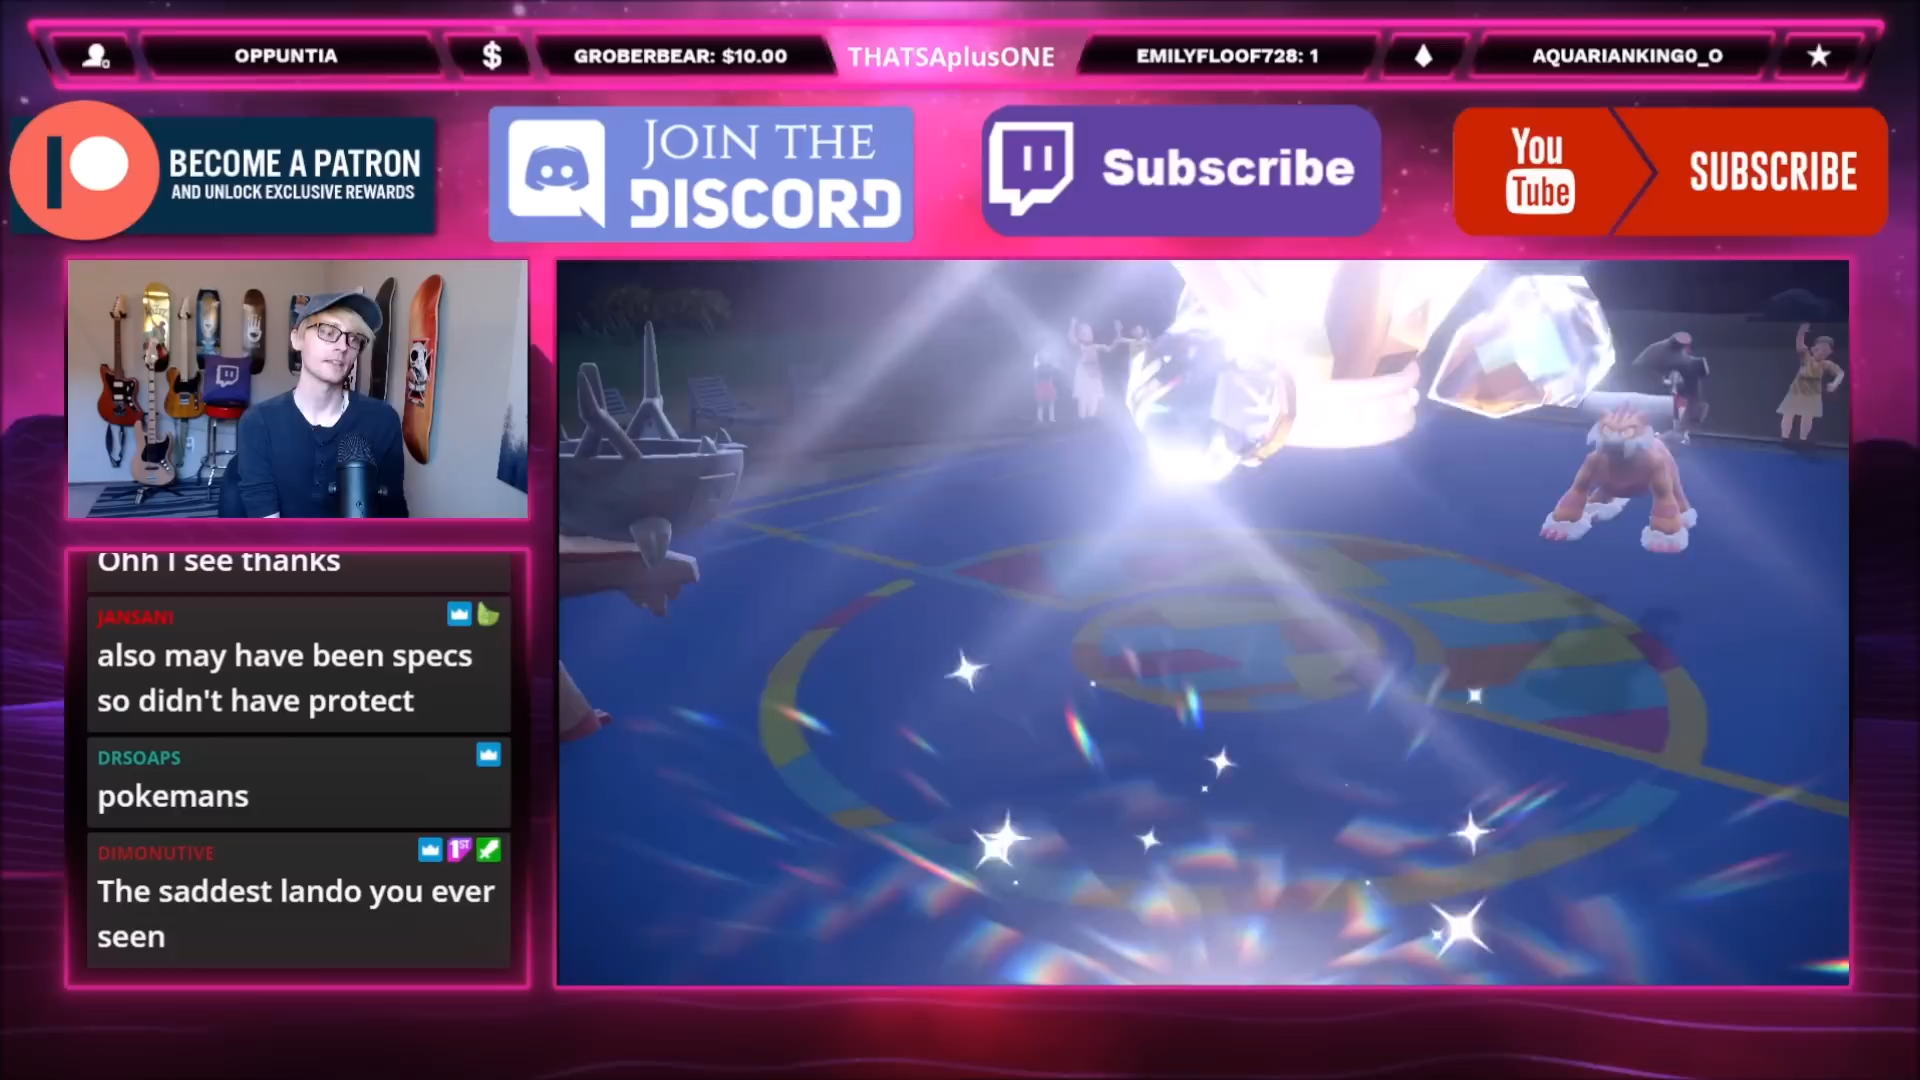 OPPUNTIA
$
GROBERBEAR: $10.00
THATSAplusONE
EMILYFLOOF728: 1
AQUARIANKING0_O
BECOME A PATRON
AND UNLOCK EXCLUSIVE REWARDS
JOIN THE
DISCORD
Subscribe
You
Tube
SUBSCRIBE
Ohh I see thanks
JANSANI
also may have been specs
so didn't have protect
DRSOAPS
pokemans
DIMONUTIVE
1ST
The saddest lando you ever
seen